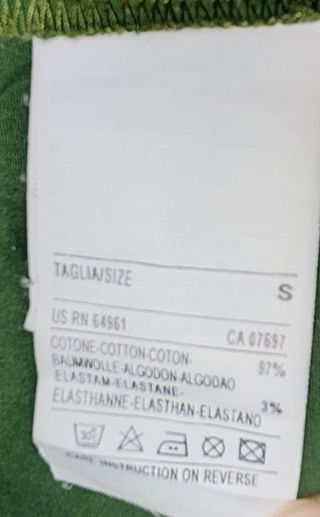 TAGLIA/SIZE S
US RN 64961 CA 07697
COTONE-COTTON-COTON- 97%
BAUMWOLLE-ALGODON-ALGODAO
ELASTAM-ELASTANE- 3%
ELASTHANNE-ELASTHAN-ELASTANO
30°
CARE INSTRUCTION ON REVERSE